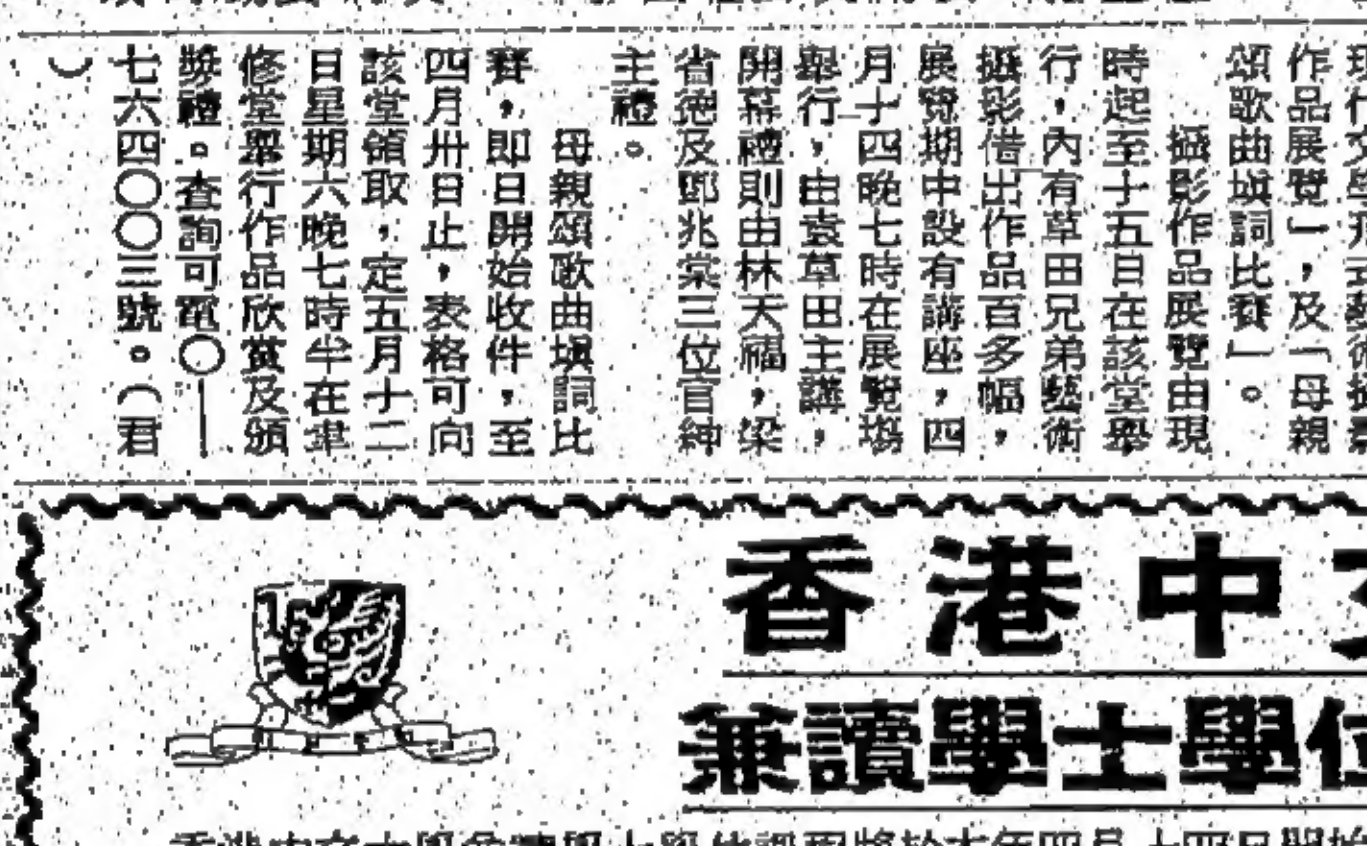 作品展覽」,及「母親
頌歌曲塡詞比賽」。
攝影作品展覽由現
時起至十五日在該堂舉
行,內有草田兄弟藝術
攝影借出作品百多幅,
展覽期中設有講座,四
月十四晚七時在展覽塲
舉行,由袁草田主講,
開幕禮則由林天福,梁
省德及鄧兆棠三位官紳
主禮。
母親頌歌曲塡詞比
賽,即日開始收件,至
四月卅日止,表格可向
該堂領取,定五月十二
日星期六晚七時半在聿
修堂舉行作品欣賞及頒
獎禮。查詢可電〇—
七六四〇〇〇三號。(君
)
香港中
兼讀學士學位